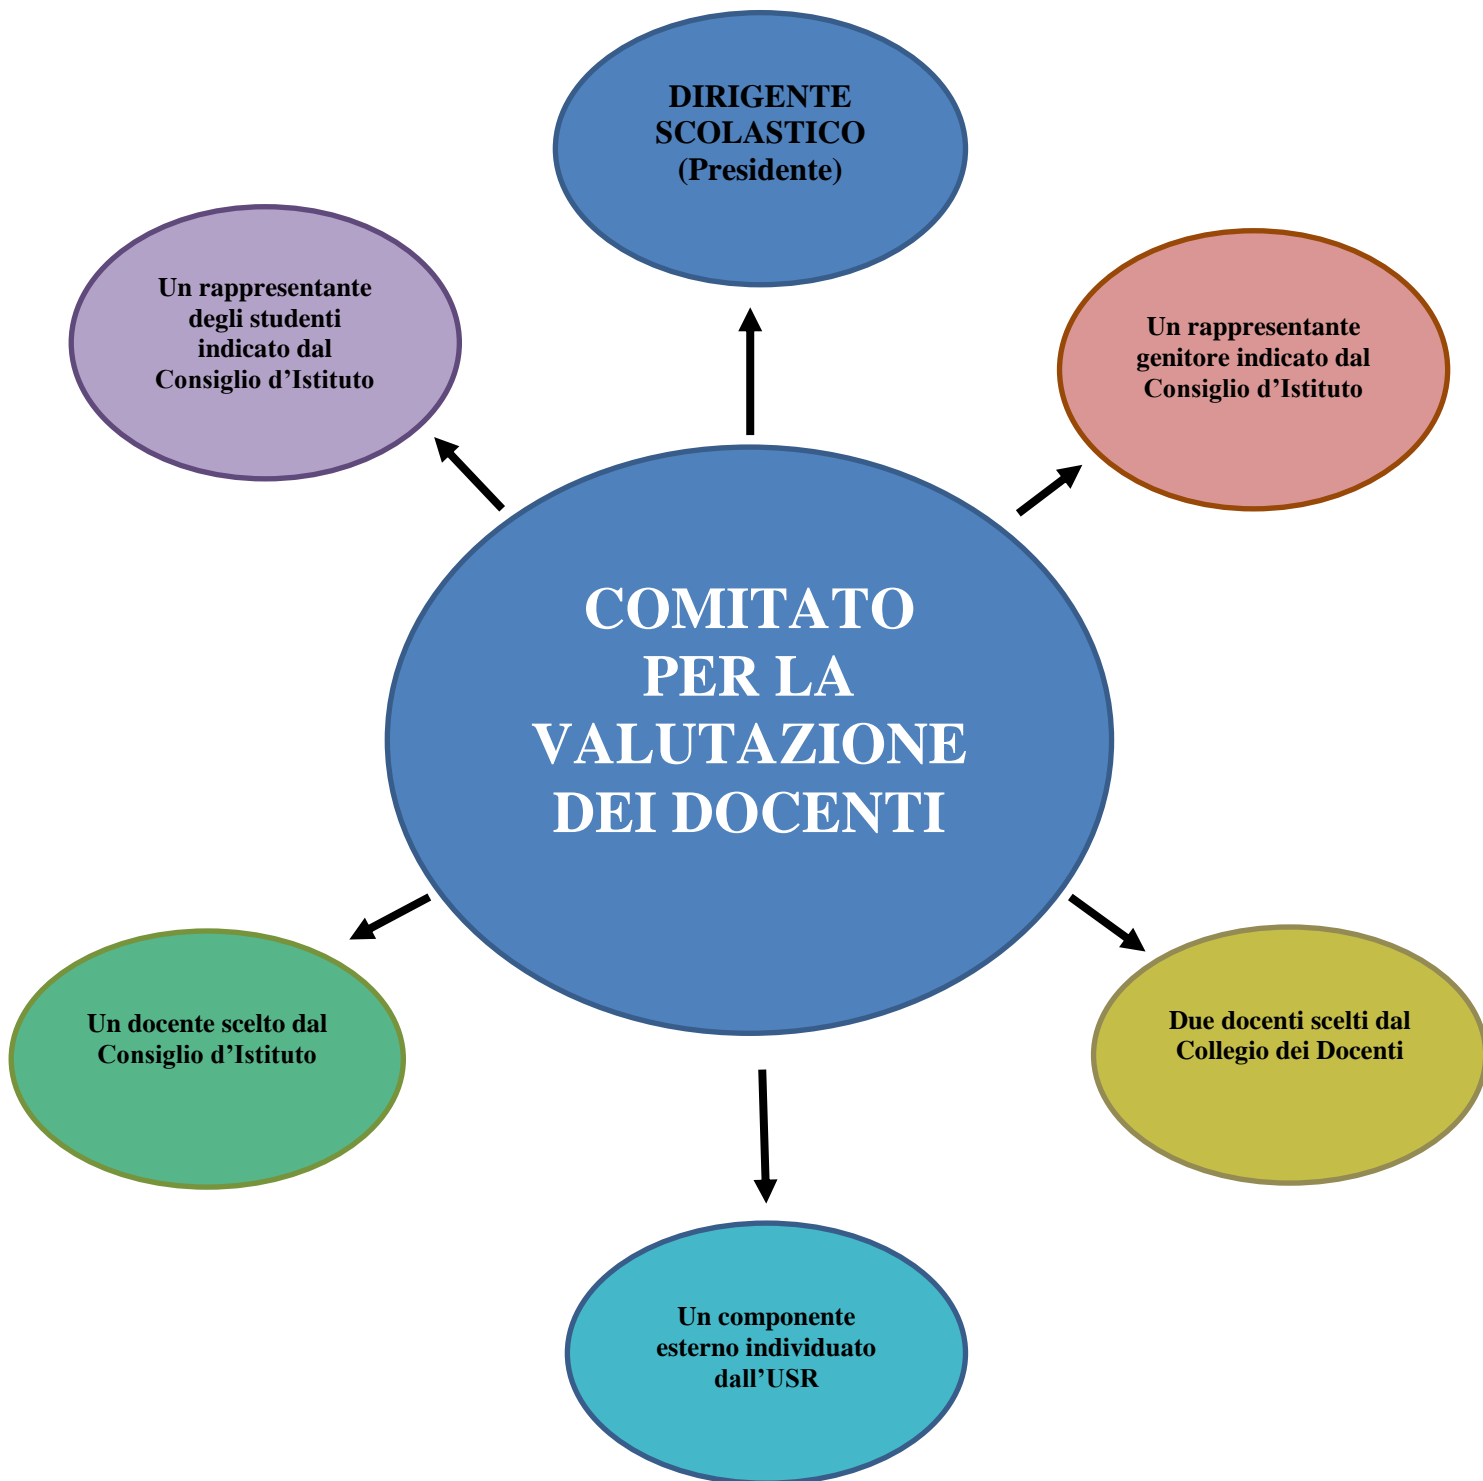 DIRIGENTE
SCOLASTICO
(Presidente)
Un rappresentante
degli studenti
indicato dal
Consiglio d’Istituto
Un rappresentante
genitore indicato dal
Consiglio d’Istituto
COMITATO
PER LA
VALUTAZIONE
DEI DOCENTI
Un docente scelto dal
Consiglio d’Istituto
Due docenti scelti dal
Collegio dei Docenti
Un componente
esterno individuato
dall’USR